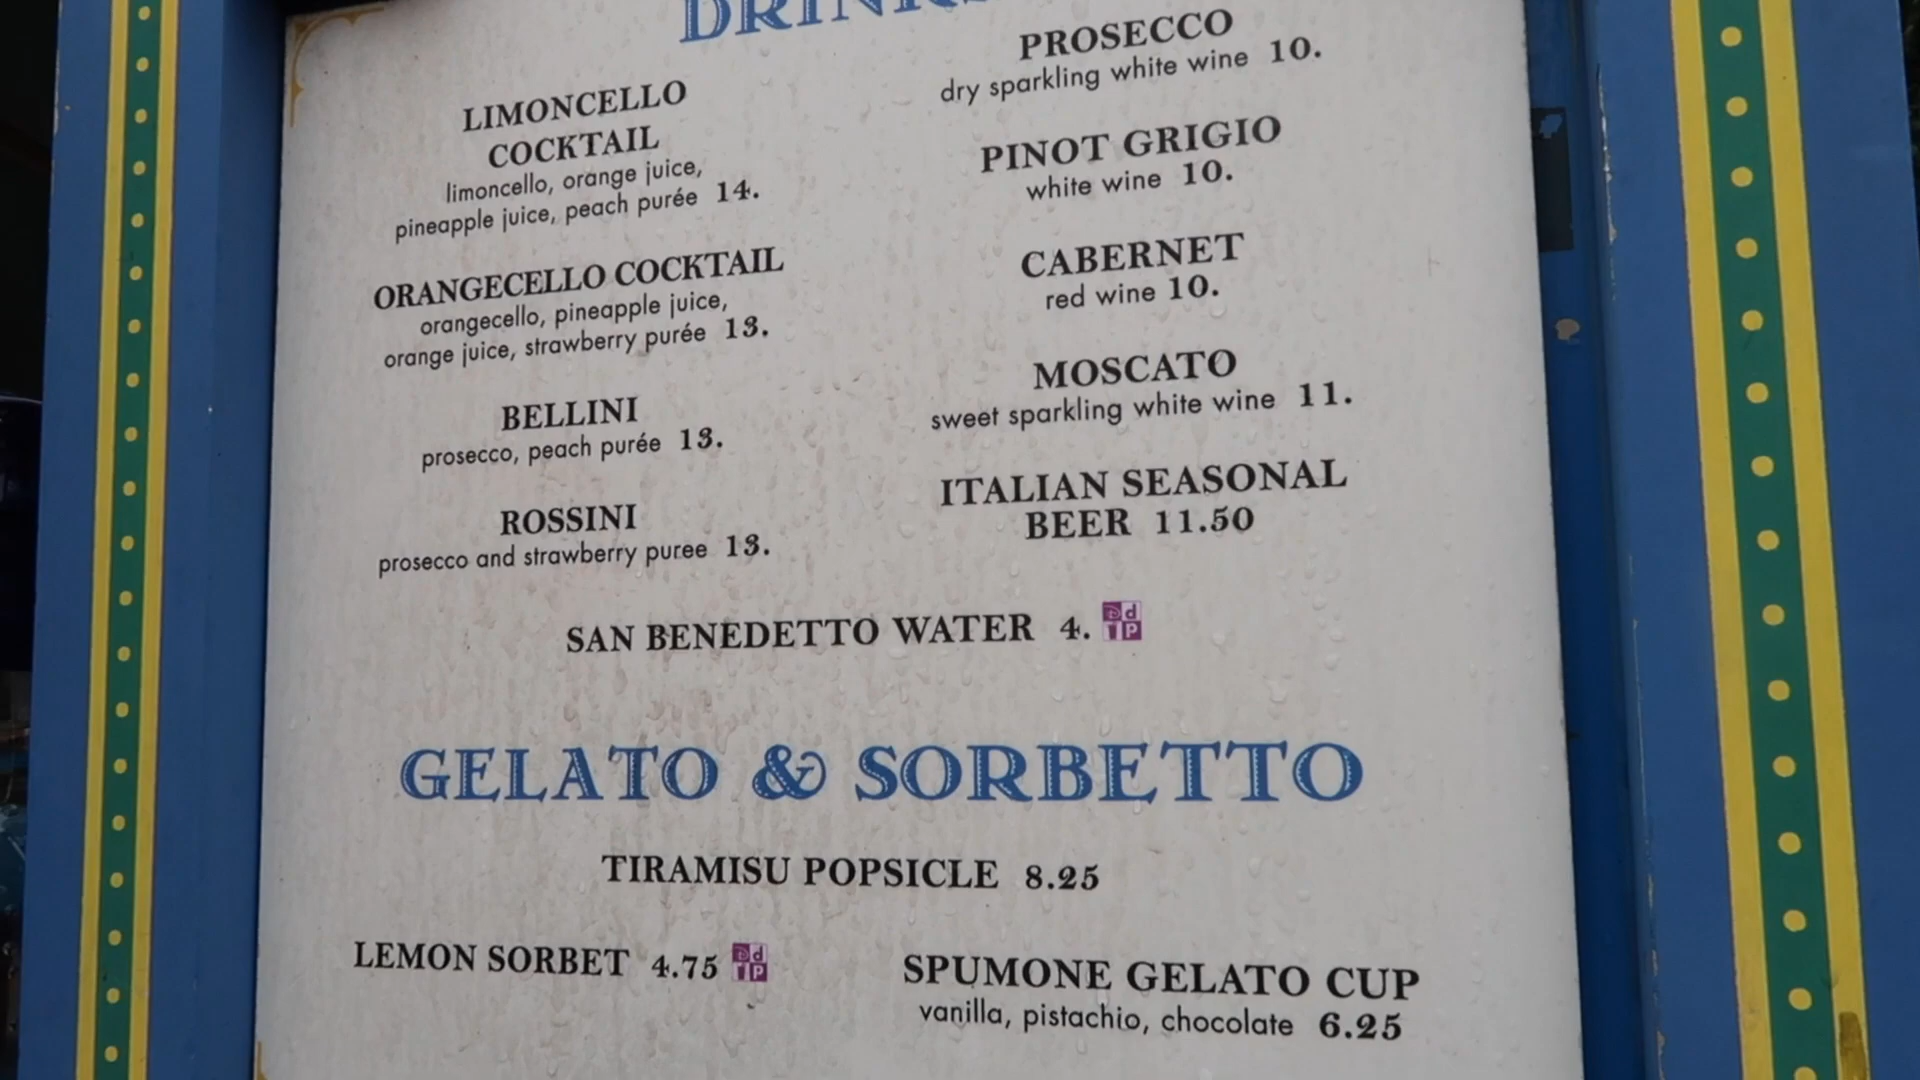 DRINKS
LIMONCELLO
COCKTAIL
limoncello, orange juice,
pineapple juice, peach purée 14.
ORANGECELLO COCKTAIL
orangecello, pineapple juice,
orange juice, strawberry purée 13.
BELLINI
prosecco, peach purée 13.
ROSSINI
prosecco and strawberry puree 13.
PROSECCO
dry sparkling white wine 10.
PINOT GRIGIO
white wine 10.
CABERNET
red wine 10.
MOSCATO
sweet sparkling white wine 11.
ITALIAN SEASONAL
BEER 11.50
SAN BENEDETTO WATER 4. DdIP
GELATO & SORBETTO
TIRAMISU POPSICLE 8.25
LEMON SORBET 4.75 DdIP
SPUMONE GELATO CUP
vanilla, pistachio, chocolate 6.25